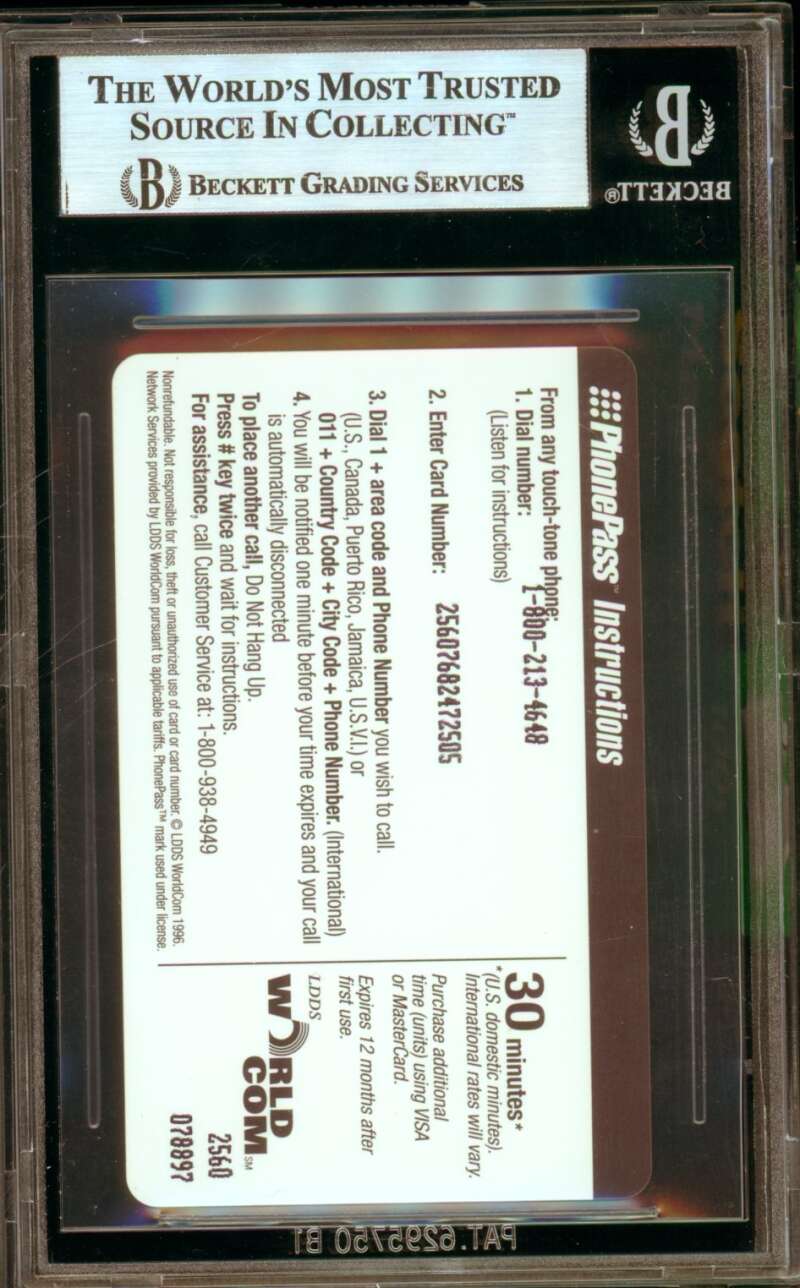 THE WORLD'S MOST TRUSTED
SOURCE IN COLLECTING™
B BECKETT GRADING SERVICES
B
BECKETT®
PhonePass™ Instructions
From any touch-tone phone:
1. Dial number: 1-800-213-4648
(Listen for instructions)
2. Enter Card Number: 25607682472505
3. Dial 1 + area code and Phone Number you wish to call.
(U.S., Canada, Puerto Rico, Jamaica, U.S.V.I.) or
011 + Country Code + City Code + Phone Number. (International)
4. You will be notified one minute before your time expires and your call
is automatically disconnected
To place another call, Do Not Hang Up.
Press # key twice and wait for instructions.
For assistance, call Customer Service at: 1-800-938-4949
Nonrefundable. Not responsible for loss, theft or unauthorized use of card or card number. © LDDS WorldCom 1996.
Network Services provided by LDDS WorldCom pursuant to applicable tariffs. PhonePass™ mark used under license.
30 minutes*
*(U.S. domestic minutes).
International rates will vary.
Purchase additional
time (units) using VISA
or MasterCard.
Expires 12 months after
first use.
LDDS
WORLD
COM℠
2560
078897
PAT.6295750 B1